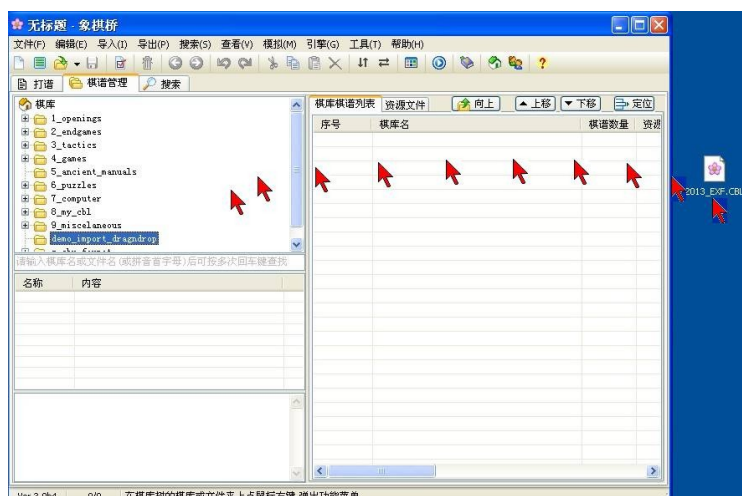 无标题 - 象棋桥
文件(F) 编辑(E) 导入(I) 导出(P) 搜索(S) 查看(V) 模拟(M) 引擎(G) 工具(T) 帮助(H)
打谱 棋谱管理 搜索
棋库
1_openings
2_endgames
3_tactics
4_games
5_ancient_manuals
6_puzzles
7_computer
8_my_cbl
9_miscelaneous
demo_import_dragndrop
请输入棋库名或文件名(或拼音首字母)后可按多次回车键查找
名称 内容
棋库棋谱列表 资源文件 向上 上移 下移 定位
序号 棋库名 棋谱数量 资源
2013_EXF.CBL
在棋库树的棋库或文件夹上点鼠标右键,弹出功能菜单